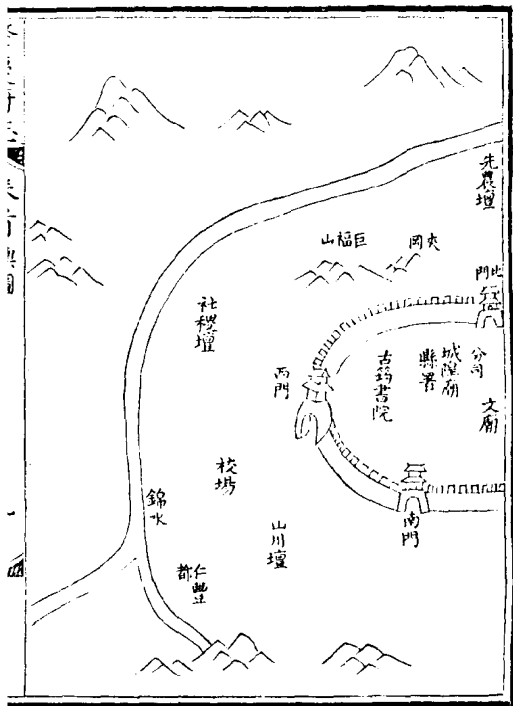 先農壇
北門
夾岡
巨福山
分司
城隍廟
縣署
文廟
古筠書院
西門
社稷壇
南門
校場
山川壇
錦水
仁豐都